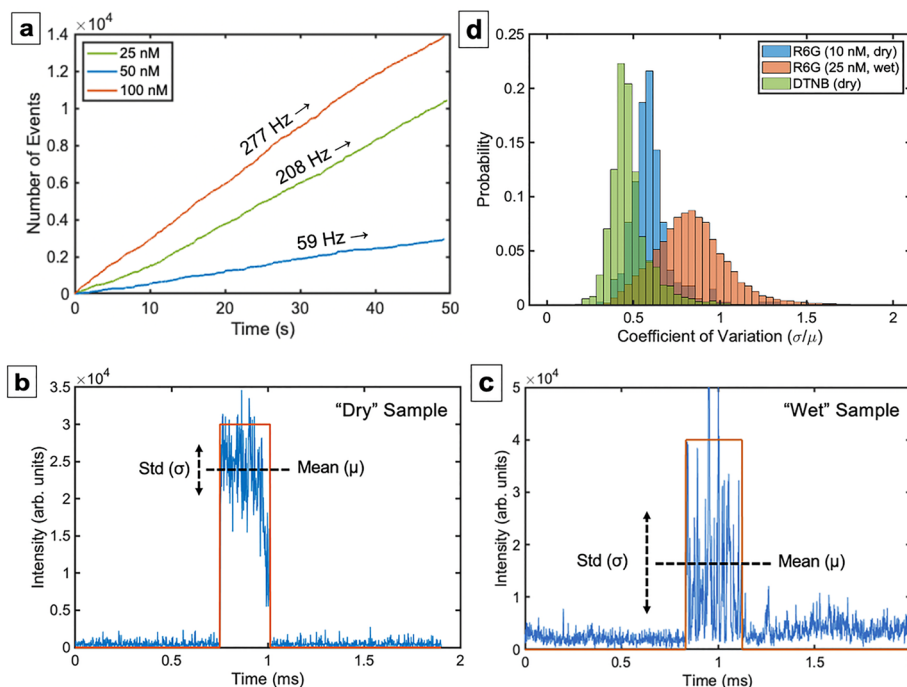 a
×10⁴
1.4
1.2
1
0.8
0.6
0.4
0.2
0
Number of Events
25 nM
50 nM
100 nM
277 Hz →
208 Hz →
59 Hz →
0 10 20 30 40 50
Time (s)
d
R6G (10 nM, dry)
R6G (25 nM, wet)
DTNB (dry)
0.25
0.2
0.15
0.1
0.05
0
Probability
0 0.5 1 1.5 2
Coefficient of Variation (σ/μ)
b
×10⁴
3.5
3.0
2.5
2.0
1.5
1.0
0.5
0
Intensity (arb. units)
"Dry" Sample
Std (σ)
Mean (μ)
0 0.5 1 1.5 2
Time (ms)
c
×10⁴
5
4
3
2
1
0
Intensity (arb. units)
"Wet" Sample
Std (σ)
Mean (μ)
0.0 0.5 1.0 1.5
Time (ms)